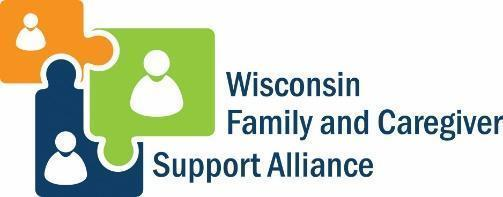 Wisconsin
Family and Caregiver
Support Alliance